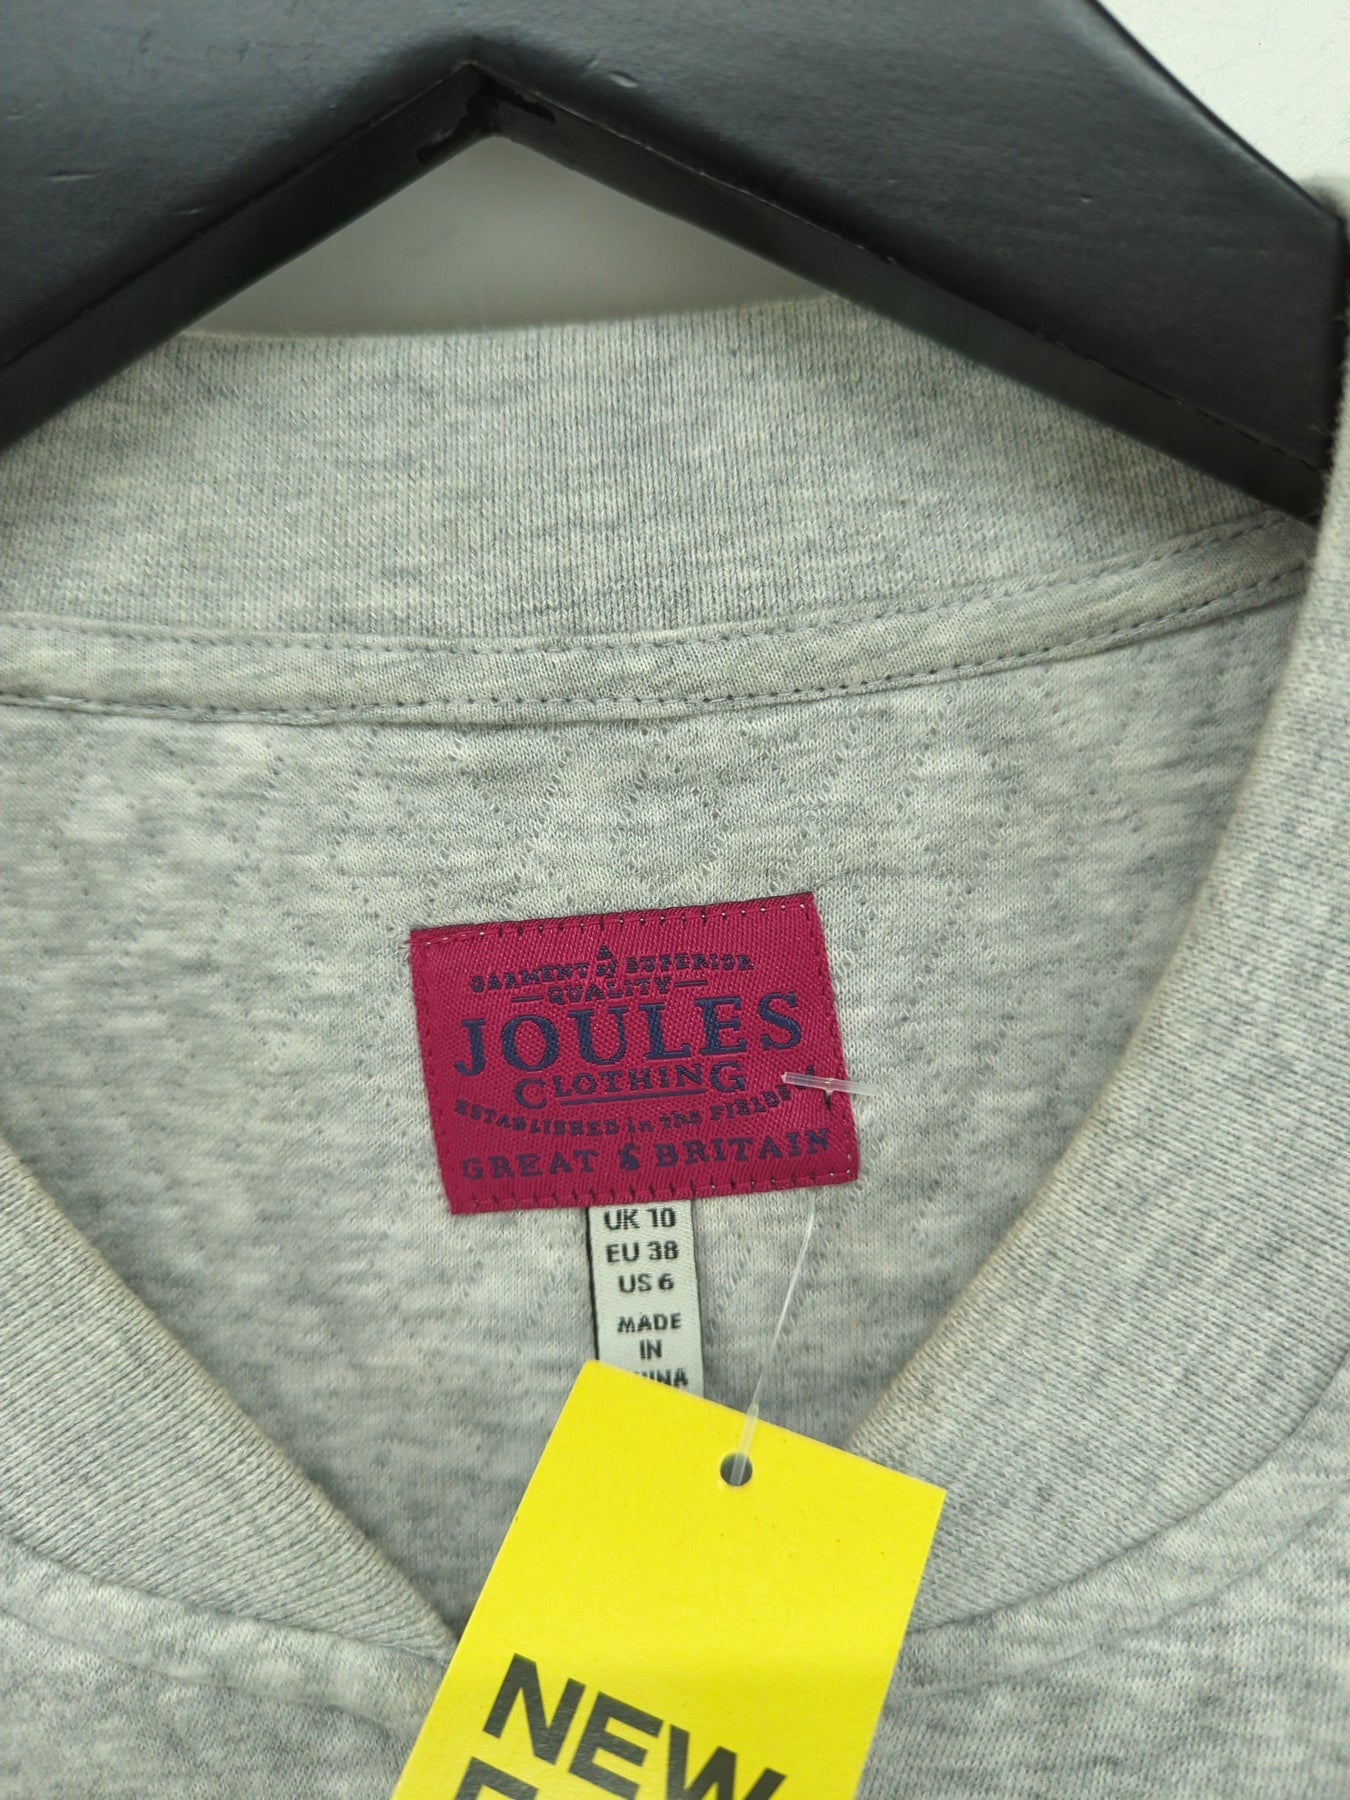 GARMENT of SUPERIOR
QUALITY
JOULES
CLOTHING
ESTABLISHED in the FIELD
GREAT & BRITAIN
UK 10
EU 38
US 6
MADE
IN
NEW